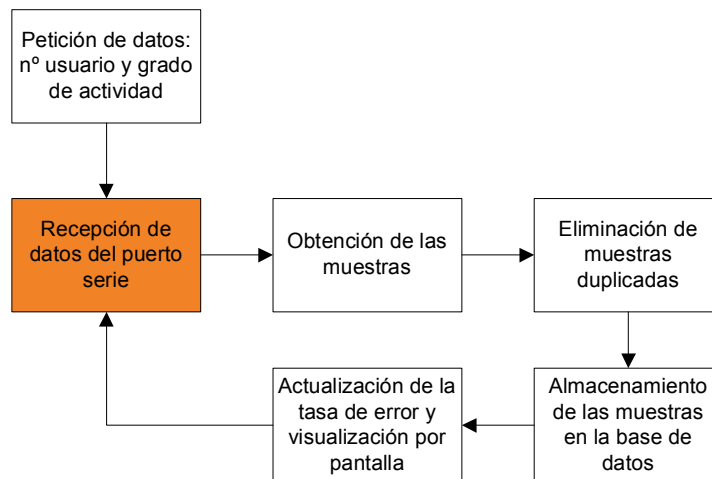 Petición de datos:
nº usuario y grado
de actividad
Recepción de
datos del puerto
serie
Obtención de las
muestras
Eliminación de
muestras
duplicadas
Actualización de la
tasa de error y
visualización por
pantalla
Almacenamiento
de las muestras
en la base de
datos